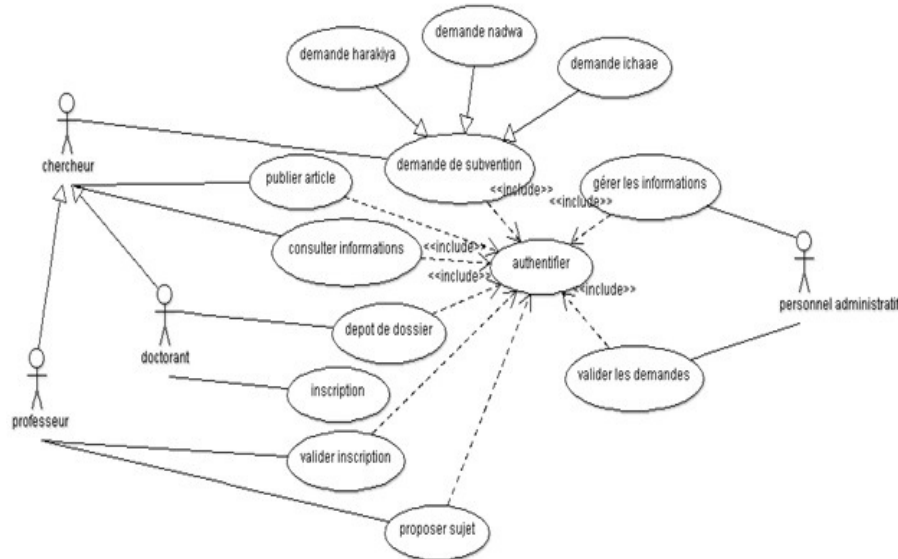 demande nadwa
demande harakiya
demande ichaae
chercheur
demande de subvention
publier article
gérer les informations
<<include>>
<<include>>
consulter informations
<<include>>
authentifier
<<include>>
<<include>>
personnel administratif
depot de dossier
doctorant
valider les demandes
inscription
professeur
valider inscription
proposer sujet